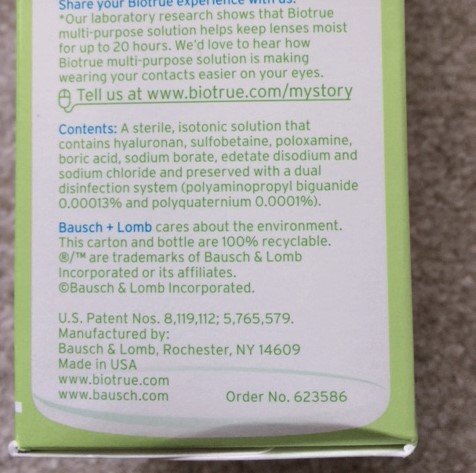 Share your Biotrue experience with us.
*Our laboratory research shows that Biotrue
multi-purpose solution helps keep lenses moist
for up to 20 hours. We'd love to hear how
Biotrue multi-purpose solution is making
wearing your contacts easier on your eyes.
Tell us at www.biotrue.com/mystory
Contents: A sterile, isotonic solution that
contains hyaluronan, sulfobetaine, poloxamine,
boric acid, sodium borate, edetate disodium and
sodium chloride and preserved with a dual
disinfection system (polyaminopropyl biguanide
0.00013% and polyquaternium 0.0001%).
Bausch + Lomb cares about the environment.
This carton and bottle are 100% recyclable.
®/™ are trademarks of Bausch & Lomb
Incorporated or its affiliates.
©Bausch & Lomb Incorporated.
U.S. Patent Nos. 8,119,112; 5,765,579.
Manufactured by:
Bausch & Lomb, Rochester, NY 14609
Made in USA
www.biotrue.com
www.bausch.com Order No. 623586